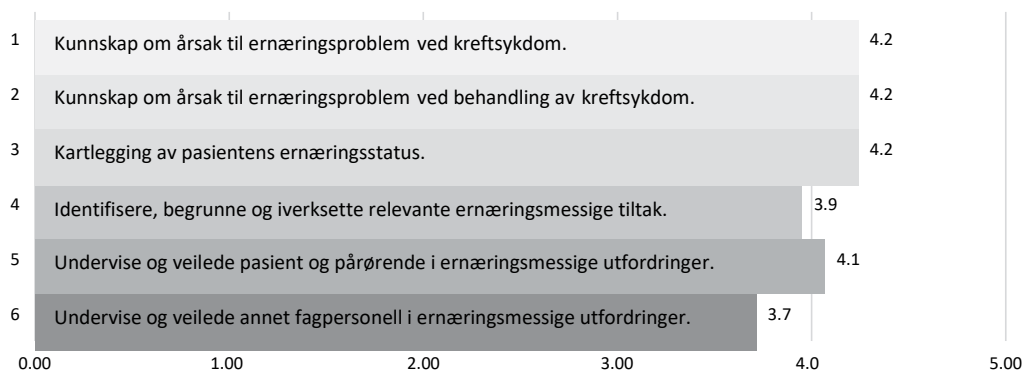 1 Kunnskap om årsak til ernæringsproblem ved kreftsykdom. 4.2
2 Kunnskap om årsak til ernæringsproblem ved behandling av kreftsykdom. 4.2
3 Kartlegging av pasientens ernæringsstatus. 4.2
4 Identifisere, begrunne og iverksette relevante ernæringsmessige tiltak. 3.9
5 Undervise og veilede pasient og pårørende i ernæringsmessige utfordringer. 4.1
6 Undervise og veilede annet fagpersonell i ernæringsmessige utfordringer. 3.7
0.00 1.00 2.00 3.00 4.0 5.00